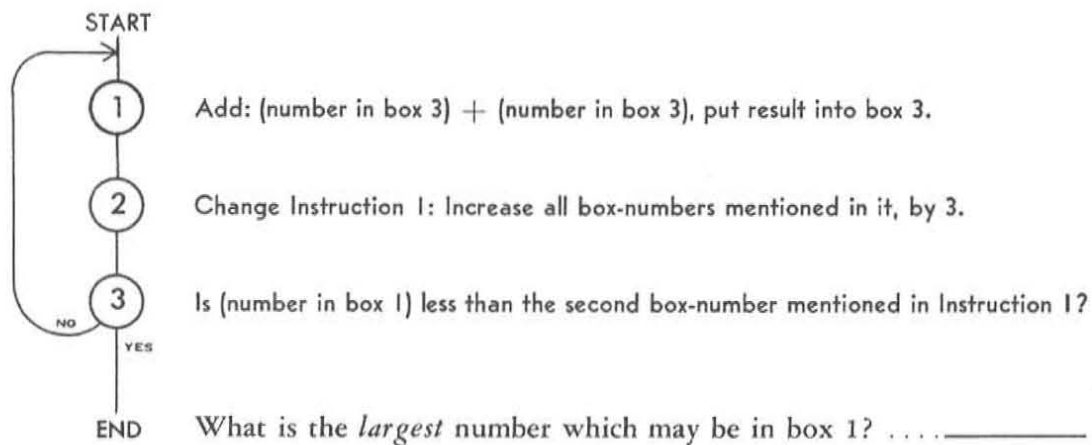 START
1 Add: (number in box 3) + (number in box 3), put result into box 3.
2 Change Instruction 1: Increase all box-numbers mentioned in it, by 3.
3 Is (number in box 1) less than the second box-number mentioned in Instruction 1?
NO
YES
END What is the largest number which may be in box 1? .... ______